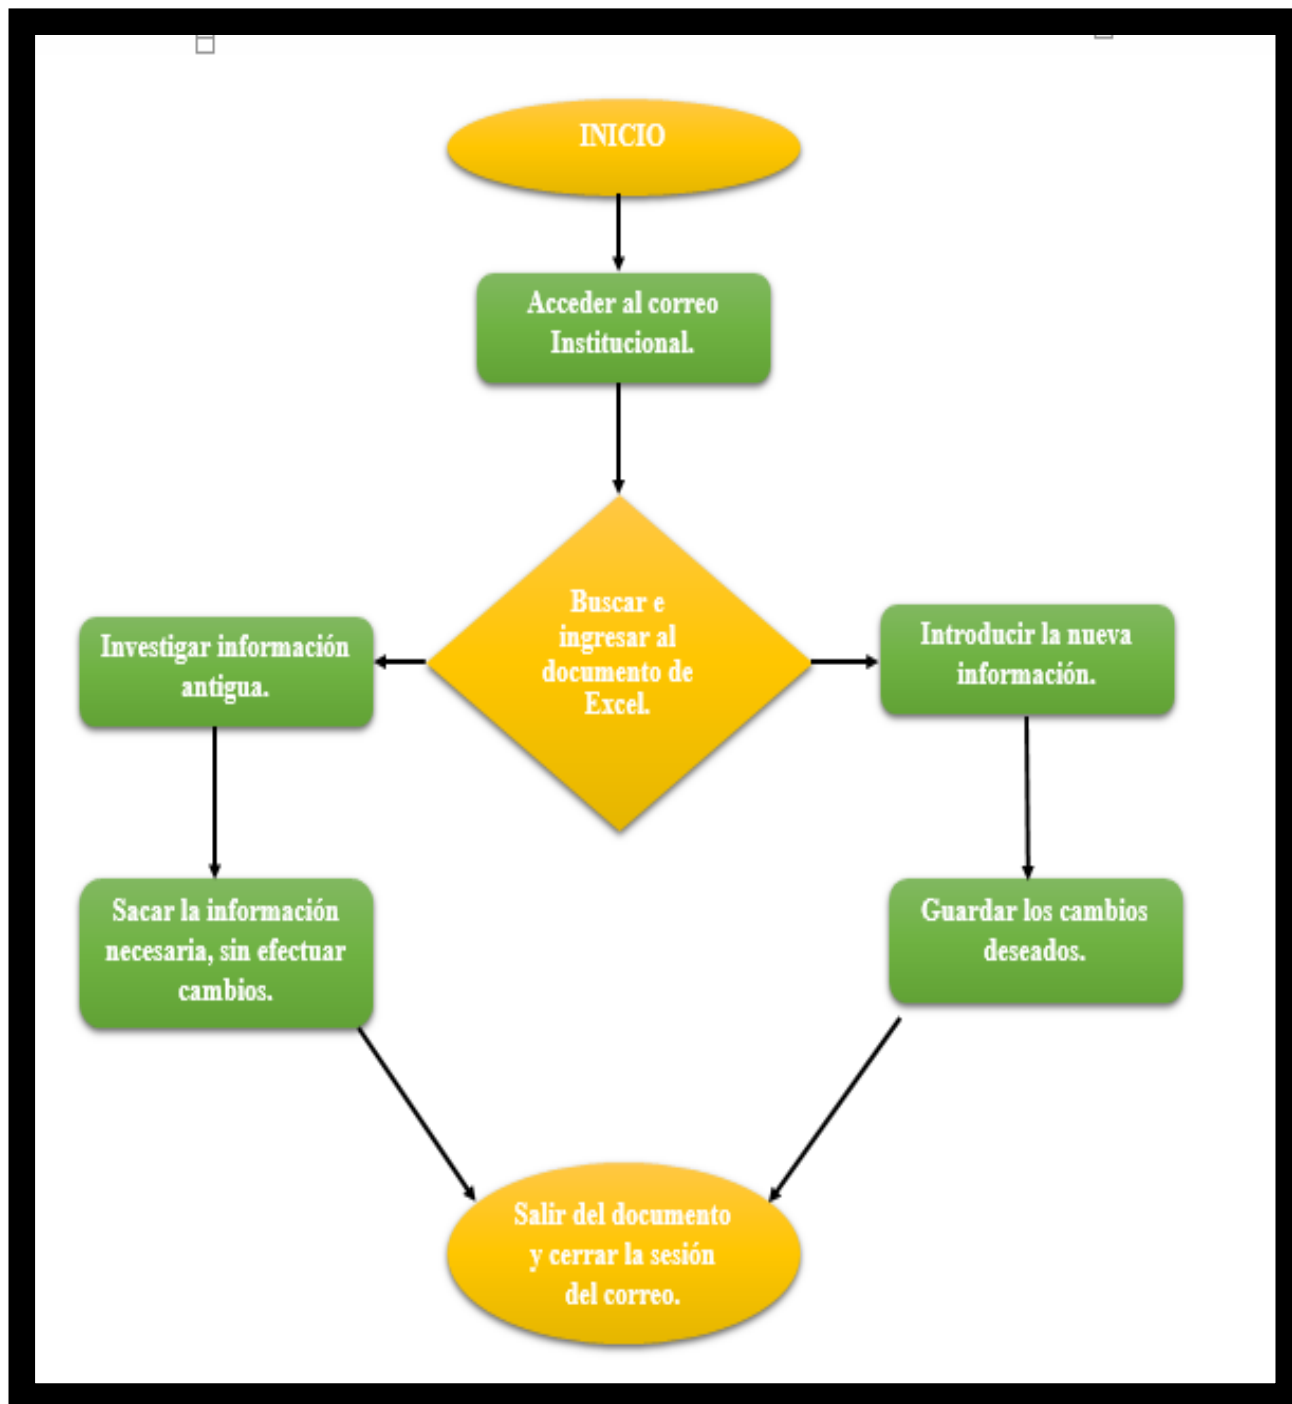 INICIO
Acceder al correo
Institucional.
Buscar e
ingresar al
documento de
Excel.
Investigar información
antigua.
Introducir la nueva
información.
Sacar la información
necesaria, sin efectuar
cambios.
Guardar los cambios
deseados.
Salir del documento
y cerrar la sesión
del correo.